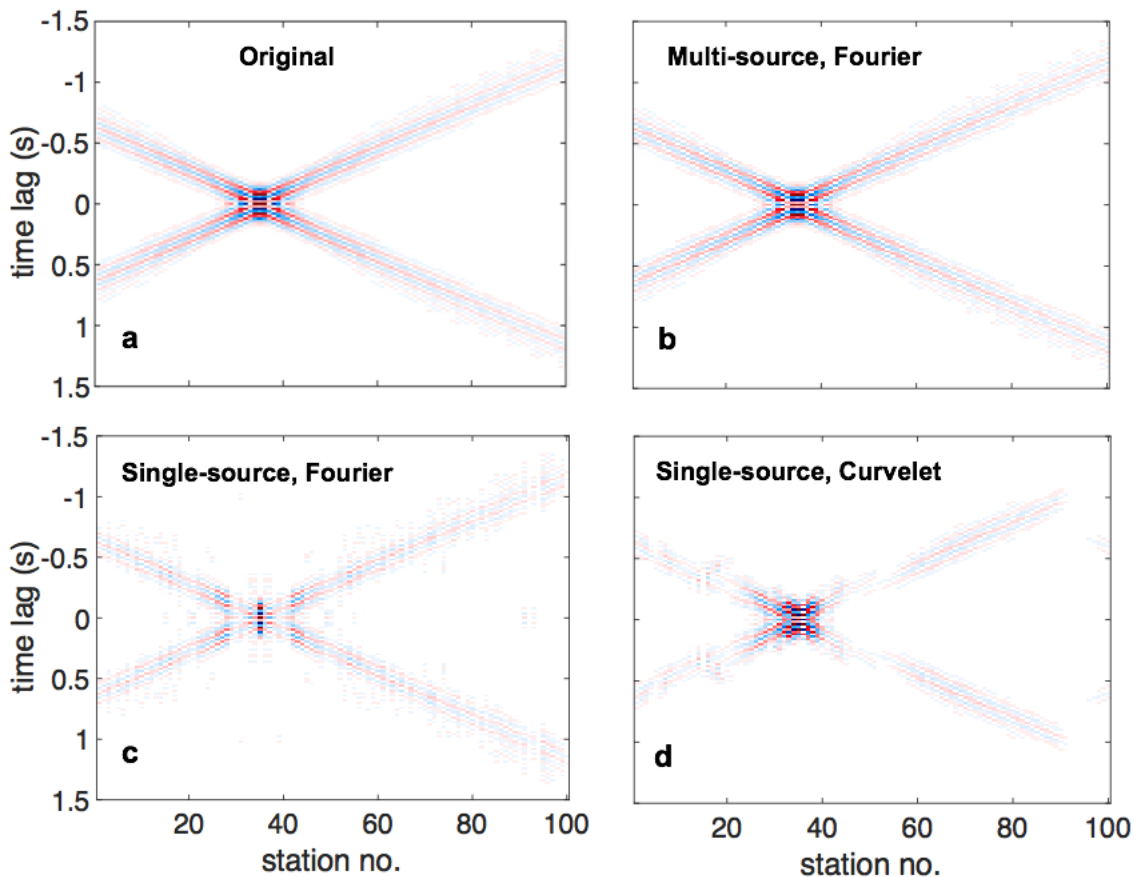 -1.5
Original
Multi-source, Fourier
-1
-0.5
time lag (s)
0
0.5
1
a
b
1.5
-1.5
Single-source, Fourier
Single-source, Curvelet
-1
-0.5
time lag (s)
0
0.5
1
c
d
1.5
20 40 60 80 100
20 40 60 80 100
station no.
station no.